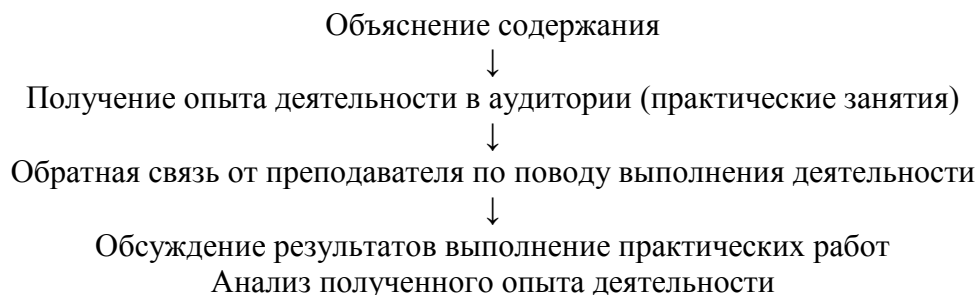 Объяснение содержания
↓
Получение опыта деятельности в аудитории (практические занятия)
↓
Обратная связь от преподавателя по поводу выполнения деятельности
↓
Обсуждение результатов выполнение практических работ
Анализ полученного опыта деятельности